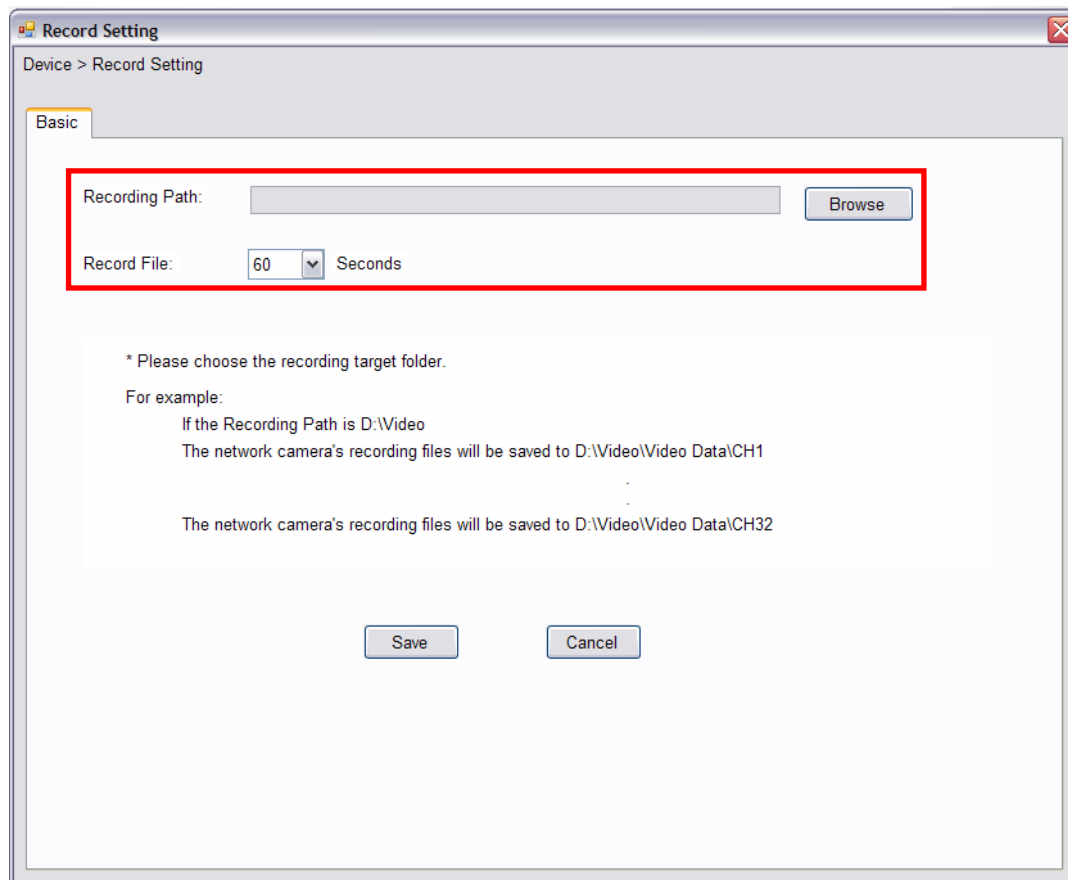 Record Setting
Device > Record Setting
Basic
Recording Path: Browse
Record File: 60 Seconds
* Please choose the recording target folder.
For example:
If the Recording Path is D:\Video
The network camera's recording files will be saved to D:\Video\Video Data\CH1
.
.
The network camera's recording files will be saved to D:\Video\Video Data\CH32
Save Cancel